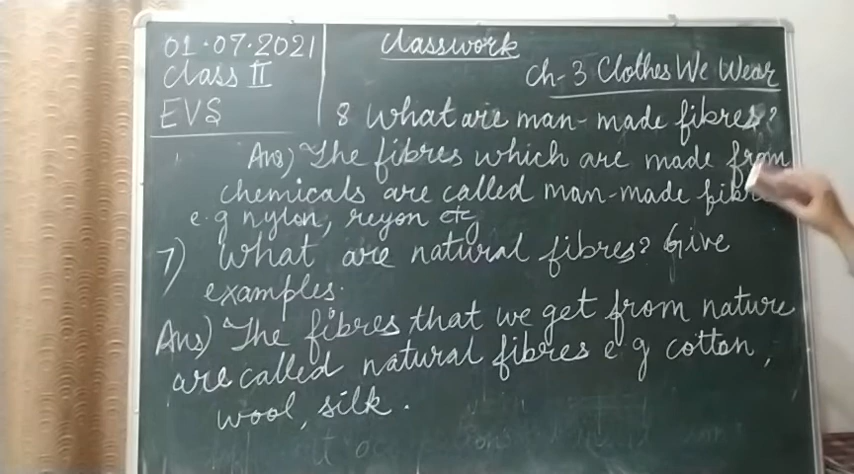 01.07.2021
Classwork
Class II
Ch-3 Clothes We Wear
EVS
8 What are man-made fibres?
Ans) The fibres which are made from
chemicals are called man-made
e.g nylon, reyon etc
7) What are natural fibres? Give
examples.
Ans) The fibres that we get from nature
are called natural fibres e g cotton,
wool, silk.